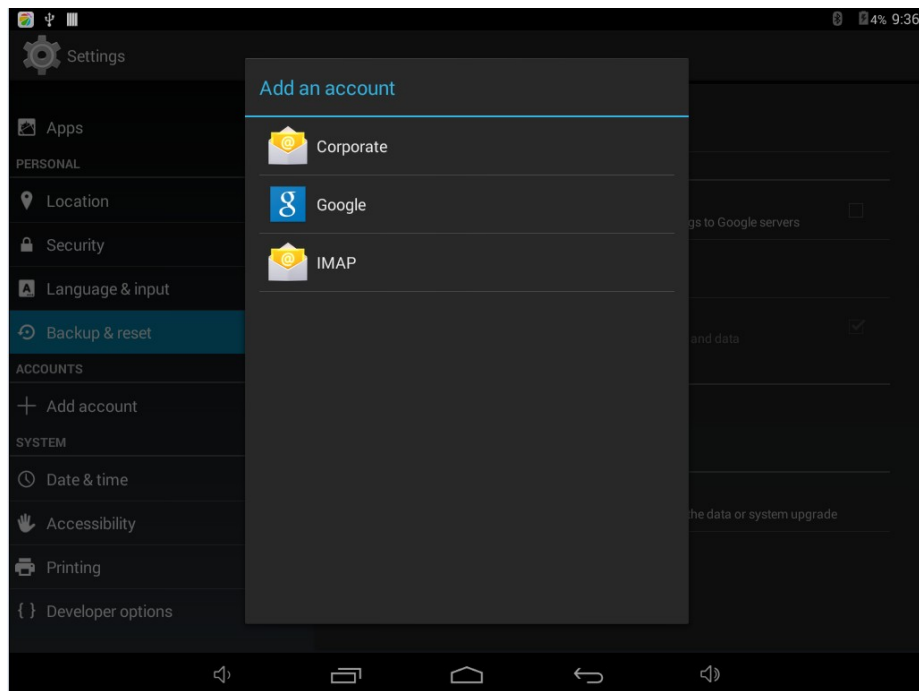 4% 9:36
Settings
Add an account
Apps
Corporate
PERSONAL
Location
Google
gs to Google servers
Security
IMAP
Language & input
Backup & reset
and data
ACCOUNTS
Add account
SYSTEM
Date & time
the data or system upgrade
Accessibility
Printing
{ } Developer options